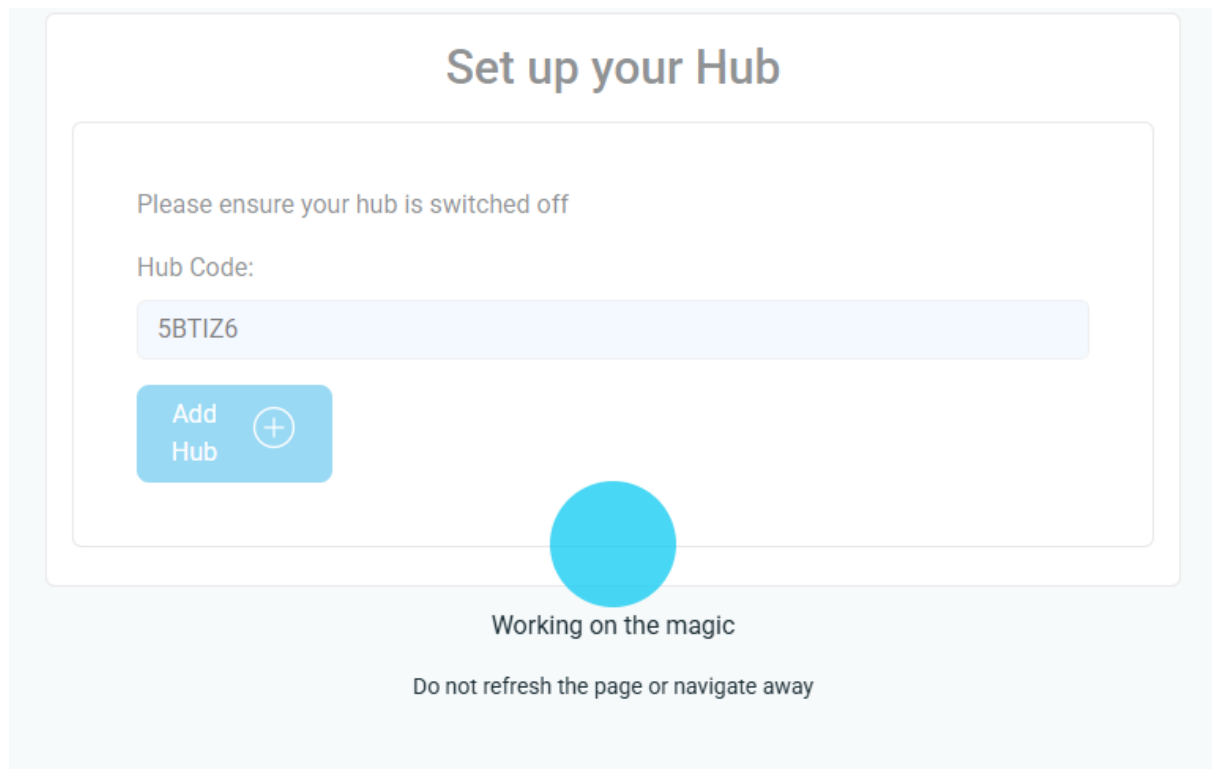 Set up your Hub
Please ensure your hub is switched off
Hub Code:
5BTIZ6
Add
Hub
Working on the magic
Do not refresh the page or navigate away